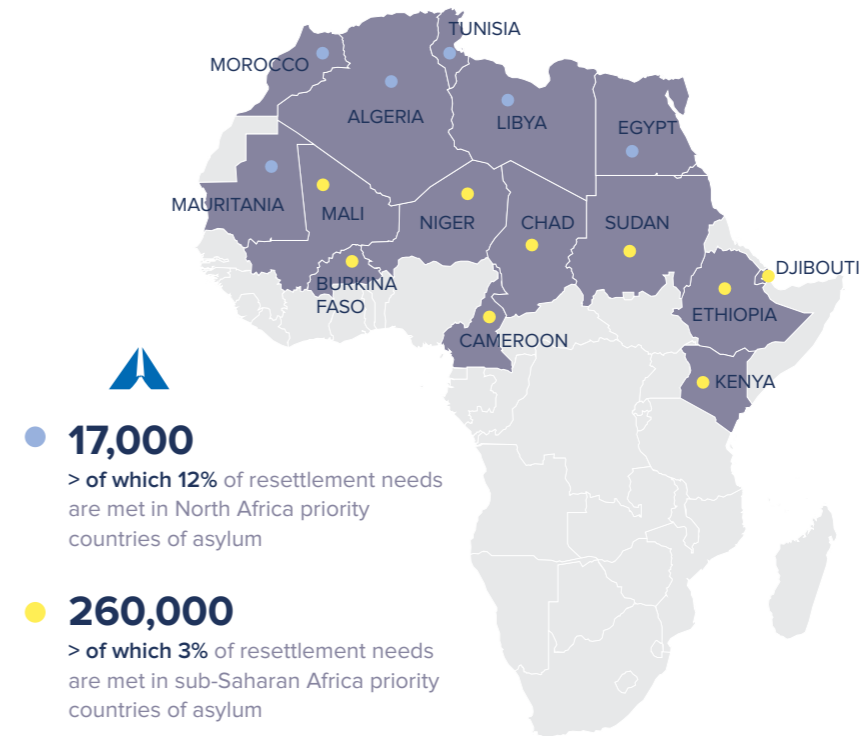 TUNISIA
MOROCCO
ALGERIA
LIBYA
EGYPT
MAURITANIA
MALI
NIGER
CHAD
SUDAN
DJIBOUTI
BURKINA
FASO
ETHIOPIA
CAMEROON
KENYA
17,000
> of which 12% of resettlement needs
are met in North Africa priority
countries of asylum
260,000
> of which 3% of resettlement needs
are met in sub-Saharan Africa priority
countries of asylum